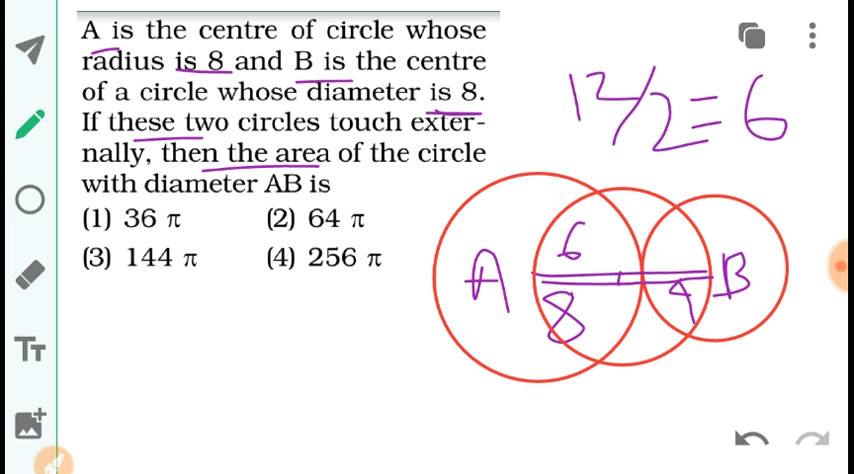 A is the centre of circle whose
radius is 8 and B is the centre
of a circle whose diameter is 8.
If these two circles touch exter-
nally, then the area of the circle
with diameter AB is
(1) 36 π (2) 64 π
(3) 144 π (4) 256 π
12/2=6
6
A B
8 4
TT